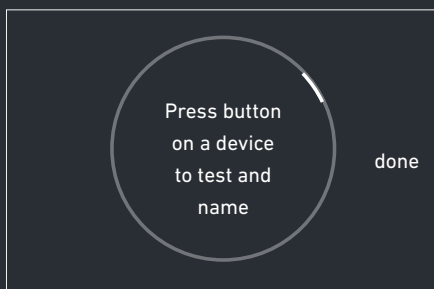 Press button
on a device
to test and
name
done